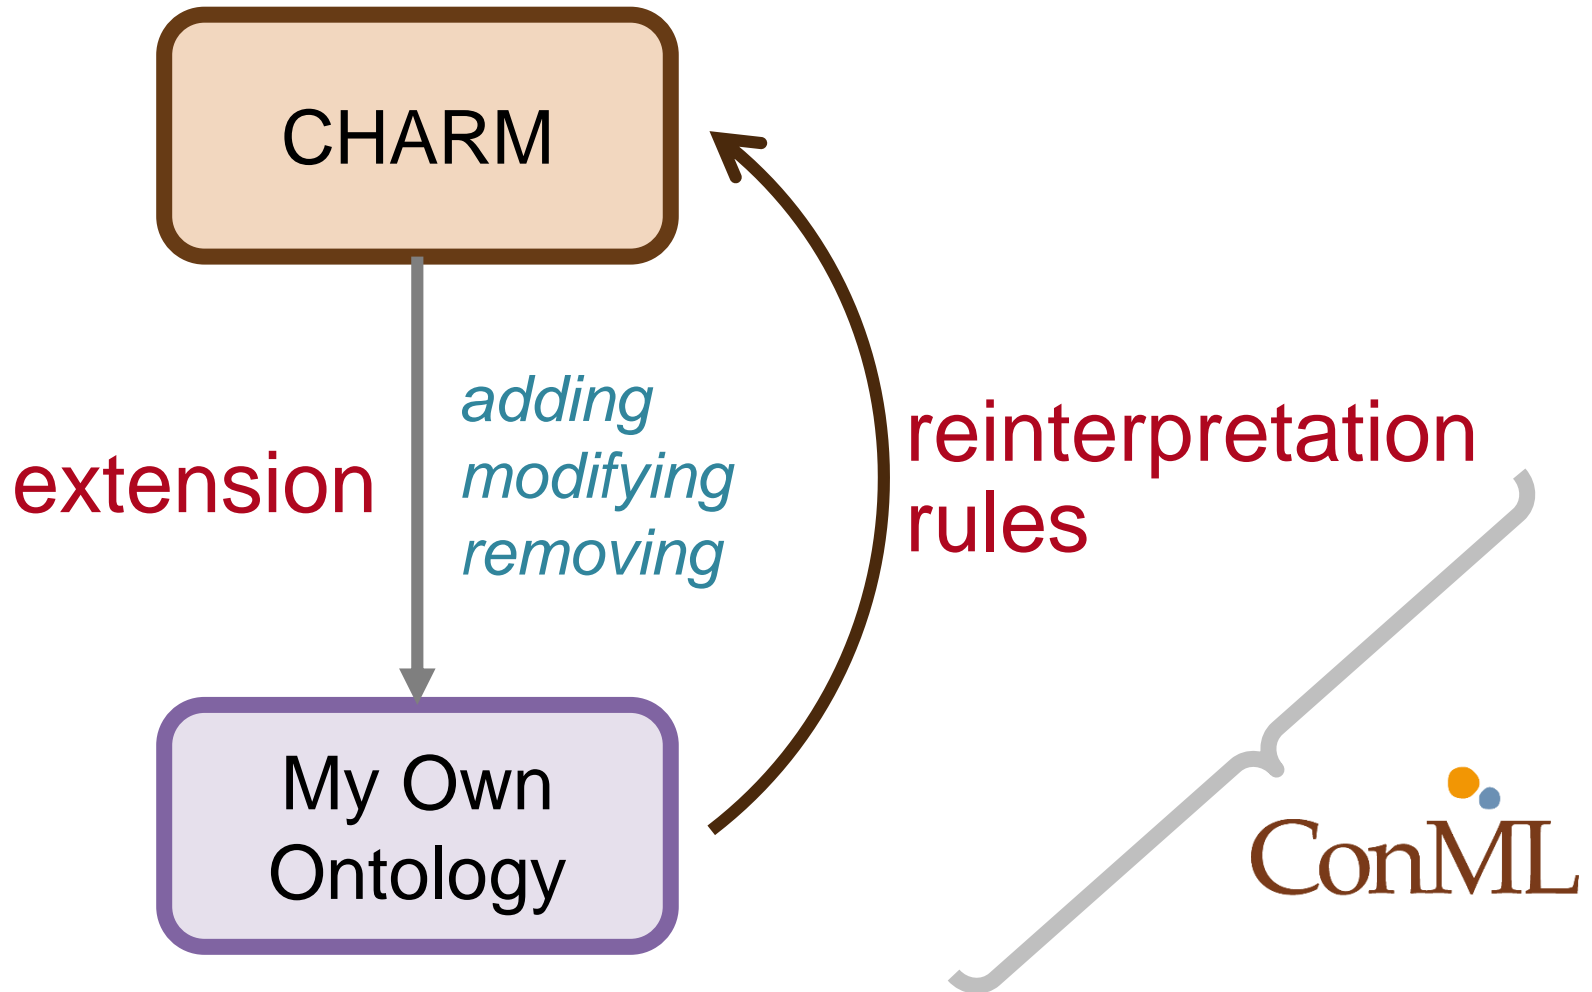 CHARM
extension
adding
modifying
removing
reinterpretation
rules
My Own
Ontology
ConML